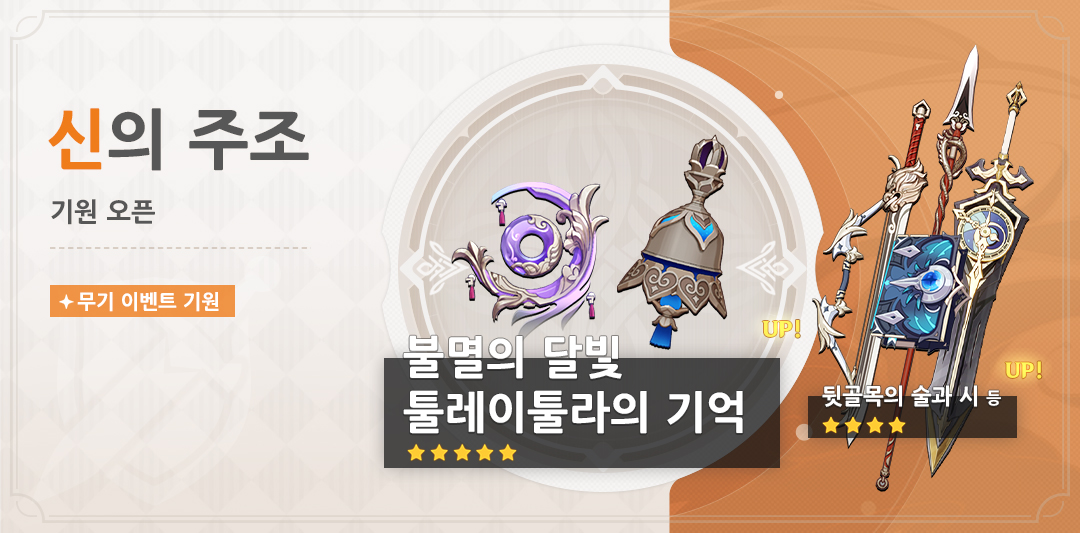 신의 주조
기원 오픈
무기 이벤트 기원
불멸의 달빛
툴레이툴라의 기억
UP!
뒷골목의 술과 시 등
UP!